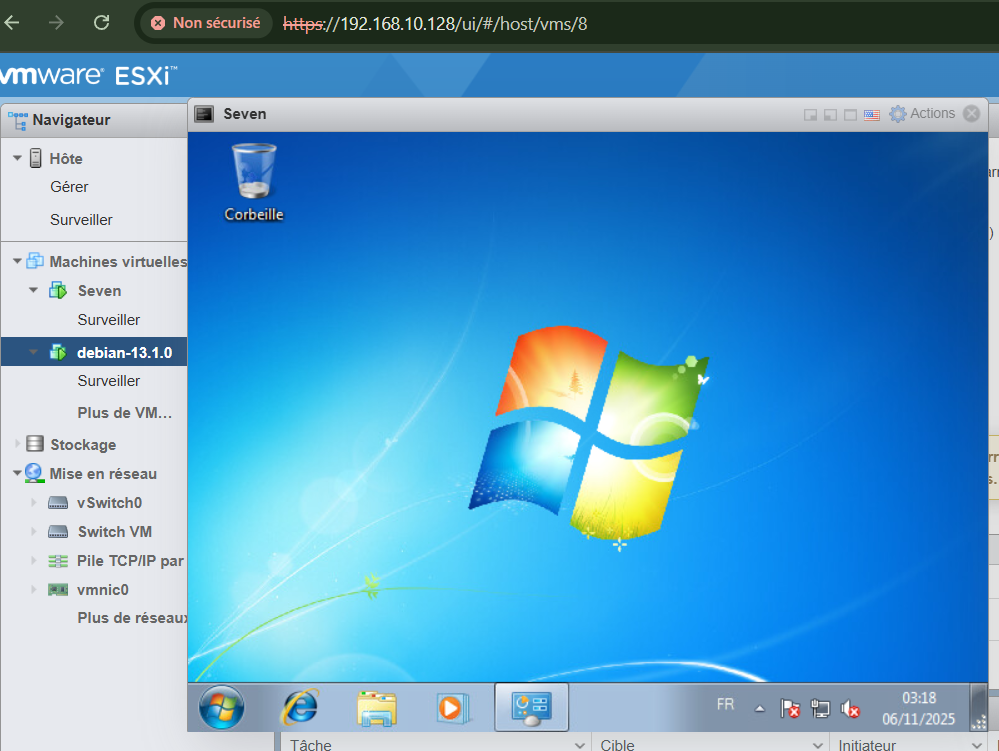 Non sécurisé https://192.168.10.128/ui/#/host/vms/8
vmware ESXi™
Navigateur
Hôte
Gérer
Surveiller
Machines virtuelles
Seven
Surveiller
debian-13.1.0
Surveiller
Plus de VM...
Stockage
Mise en réseau
vSwitch0
Switch VM
Pile TCP/IP par
vmnic0
Plus de réseaux
Seven
Actions
Corbeille
FR
03:18
06/11/2025
Tâche
Cible
Initiateur